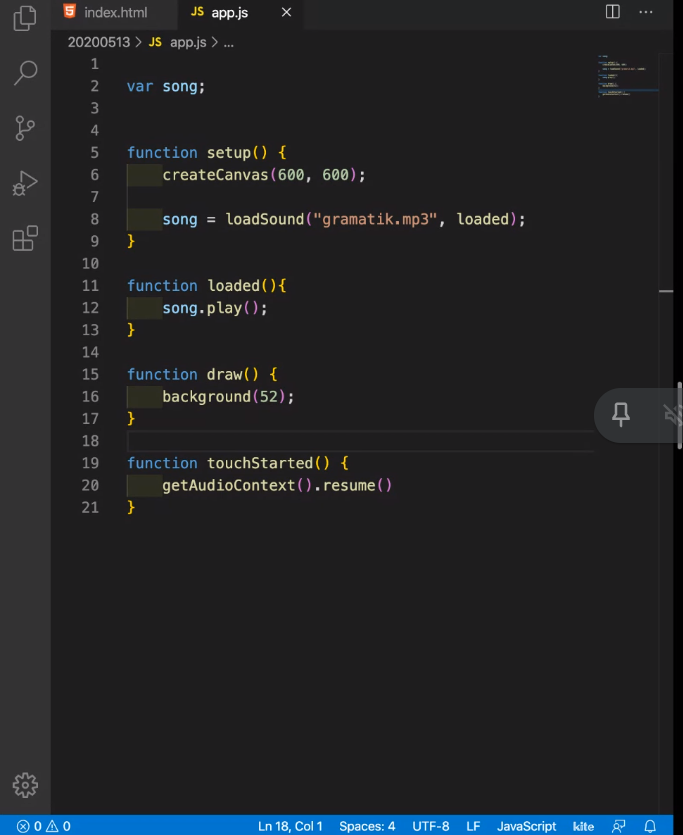 index.html
JS app.js
20200513 > JS app.js > ...
1
2 var song;
3
4
5 function setup() {
6 createCanvas(600, 600);
7
8 song = loadSound("gramatik.mp3", loaded);
9 }
10
11 function loaded(){
12 song.play();
13 }
14
15 function draw() {
16 background(52);
17 }
18
19 function touchStarted() {
20 getAudioContext().resume()
21 }
0 0 Ln 18, Col 1 Spaces: 4 UTF-8 LF JavaScript kite